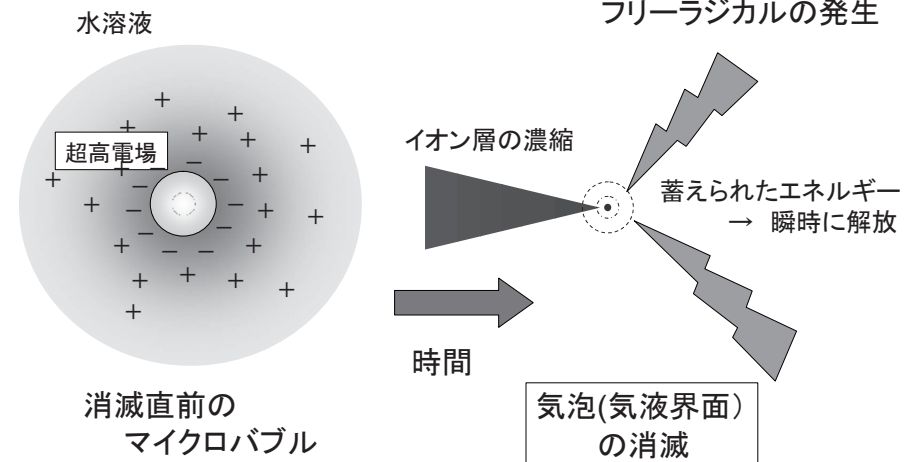 フリーラジカルの発生
水溶液
超高電場
イオン層の濃縮
蓄えられたエネルギー
→ 瞬時に解放
時間
消滅直前の
マイクロバブル
気泡(気液界面)
の消滅